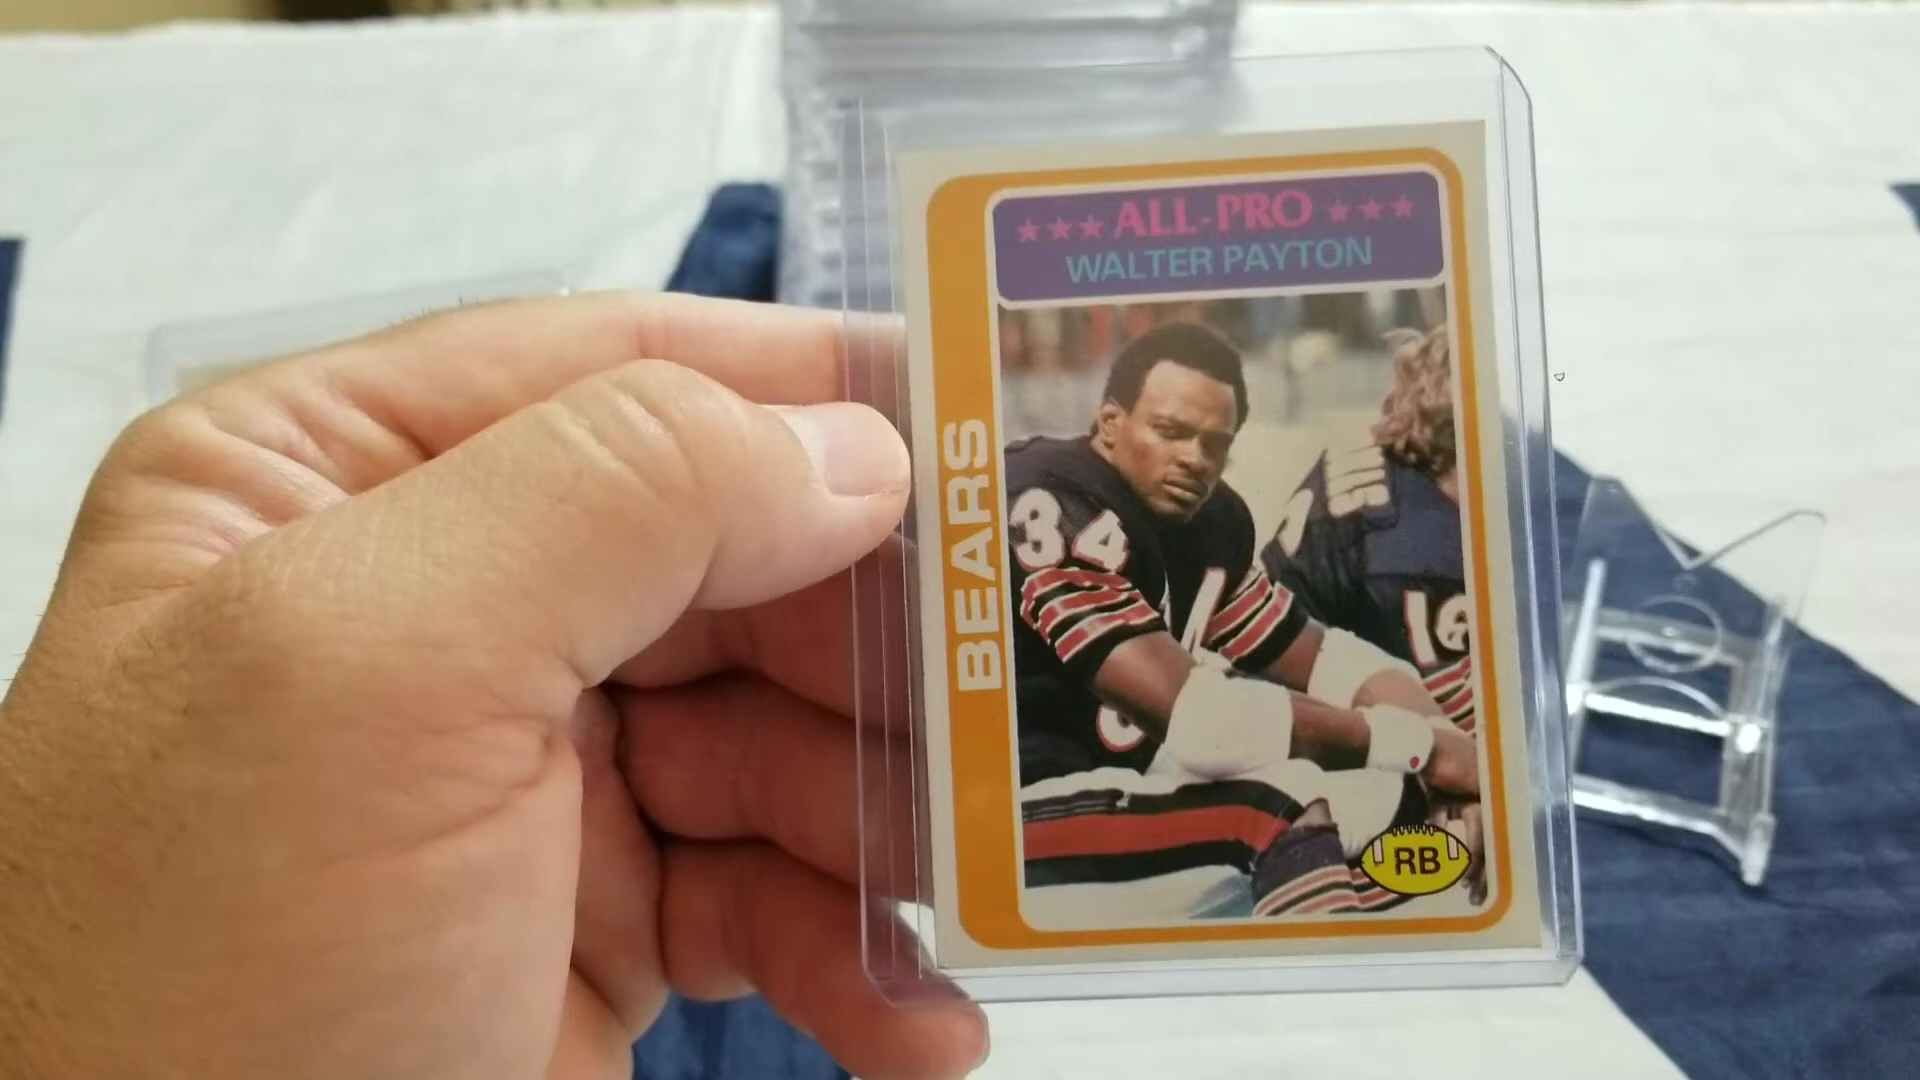 ★★★ ALL-PRO ★★★
WALTER PAYTON
BEARS
34
RB